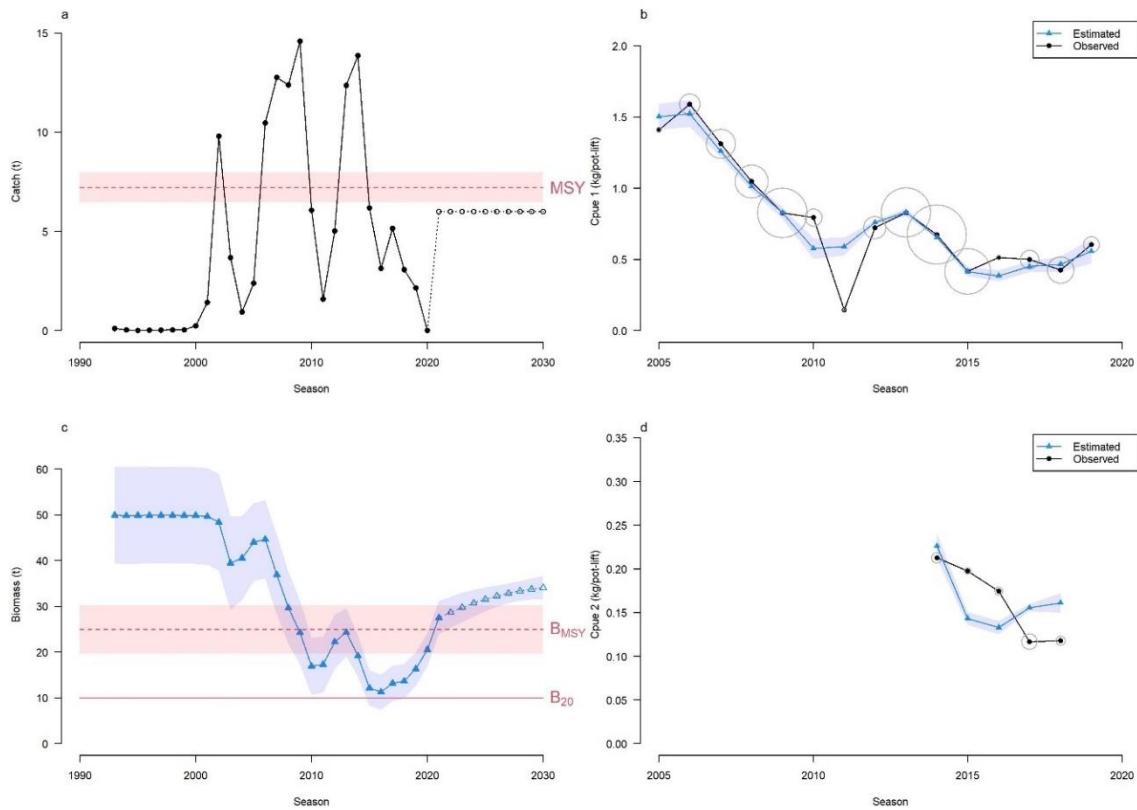 a
Catch (t)
15
10
5
0
MSY
1990
2000
2010
2020
2030
Season
b
Estimated
Observed
Cpue 1 (kg/pot-lift)
2.0
1.5
1.0
0.5
0.0
2005
2010
2015
2020
Season
c
Biomass (t)
60
50
40
30
20
10
0
BMSY
B20
1990
2000
2010
2020
2030
Season
d
Estimated
Observed
Cpue 2 (kg/pot-lift)
0.35
0.30
0.25
0.20
0.15
0.10
0.05
0.00
2005
2010
2015
2020
Season